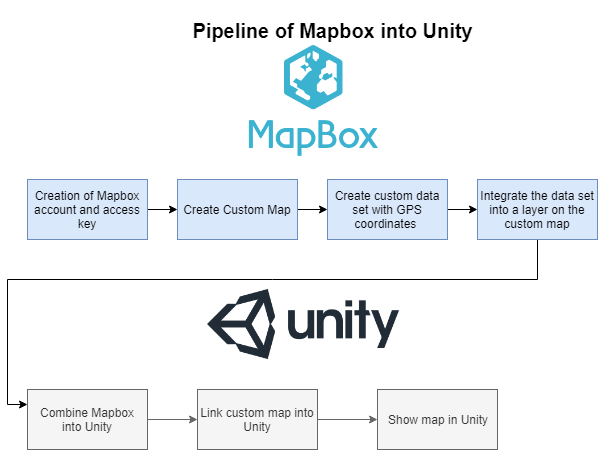 Pipeline of Mapbox into Unity
MapBox
Creation of Mapbox
account and access
key
Create Custom Map
Create custom data
set with GPS
coordinates
Integrate the data set
into a layer on the
custom map
unity
Combine Mapbox
into Unity
Link custom map into
Unity
Show map in Unity